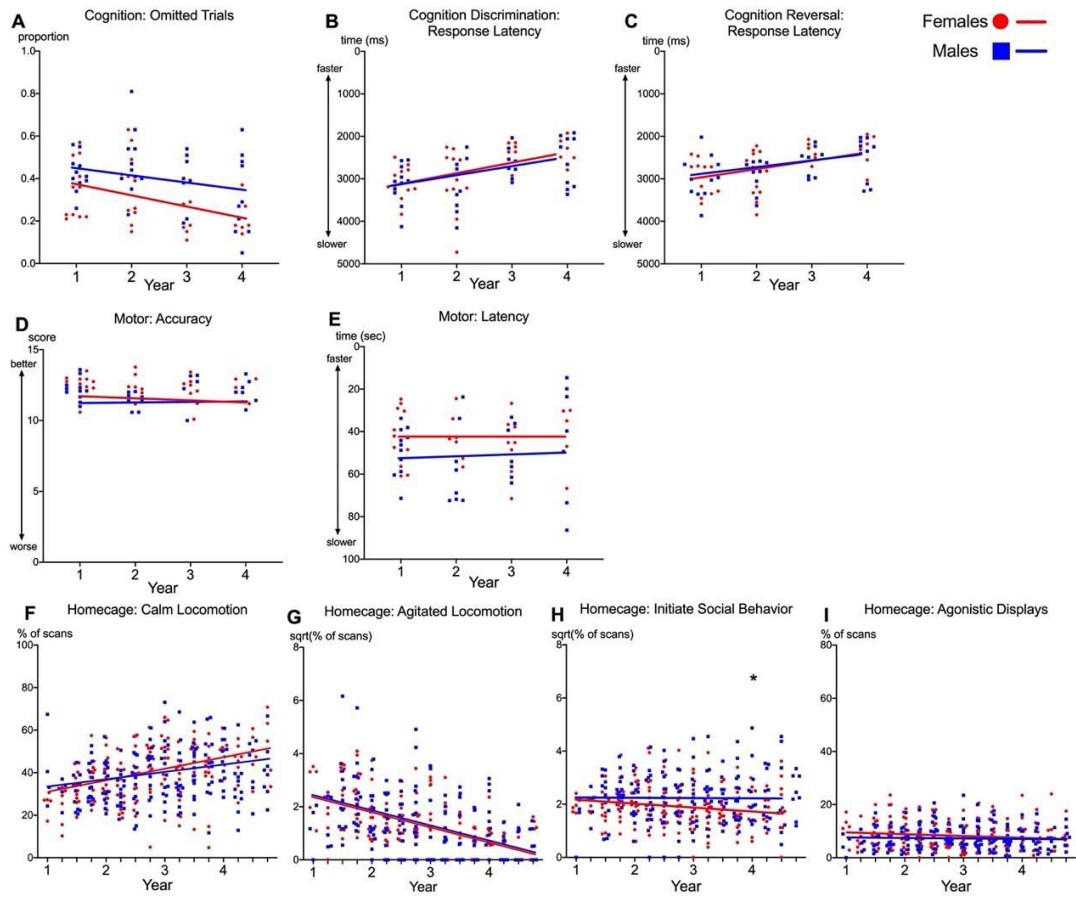 A
Cognition: Omitted Trials
proportion
1.0
0.8
0.6
0.4
0.2
0.0
1 2 3 4
Year
B
Cognition Discrimination:
Response Latency
time (ms)
0
1000
2000
3000
4000
5000
faster
slower
1 2 3 4
Year
C
Cognition Reversal:
Response Latency
time (ms)
0
1000
2000
3000
4000
5000
faster
slower
1 2 3 4
Year
Females
Males
D
Motor: Accuracy
score
15
10
5
0
better
worse
1 2 3 4
Year
E
Motor: Latency
time (sec)
0
20
40
60
80
100
faster
slower
1 2 3 4
Year
F
Homecage: Calm Locomotion
% of scans
100
80
60
40
20
0
1 2 3 4
Year
G
Homecage: Agitated Locomotion
sqrt(% of scans)
8
6
4
2
0
1 2 3 4
Year
H
Homecage: Initiate Social Behavior
sqrt(% of scans)
8
6
4
2
0
*
1 2 3 4
Year
I
Homecage: Agonistic Displays
% of scans
80
60
40
20
0
1 2 3 4
Year